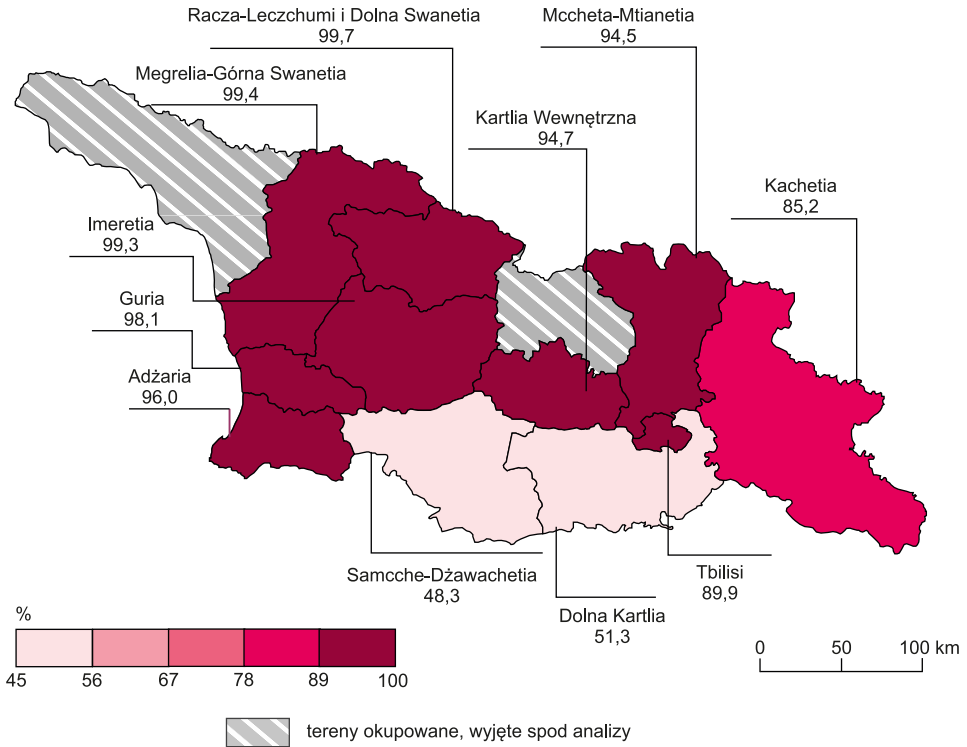 Racza-Leczchumi i Dolna Swanetia
99,7
Mccheta-Mtianetia
94,5
Megrelia-Górna Swanetia
99,4
Kartlia Wewnętrzna
94,7
Kachetia
85,2
Imeretia
99,3
Guria
98,1
Adżaria
96,0
Samcche-Dżawachetia
48,3
Tbilisi
89,9
Dolna Kartlia
51,3
%
45 56 67 78 89 100
0 50 100 km
tereny okupowane, wyjęte spod analizy